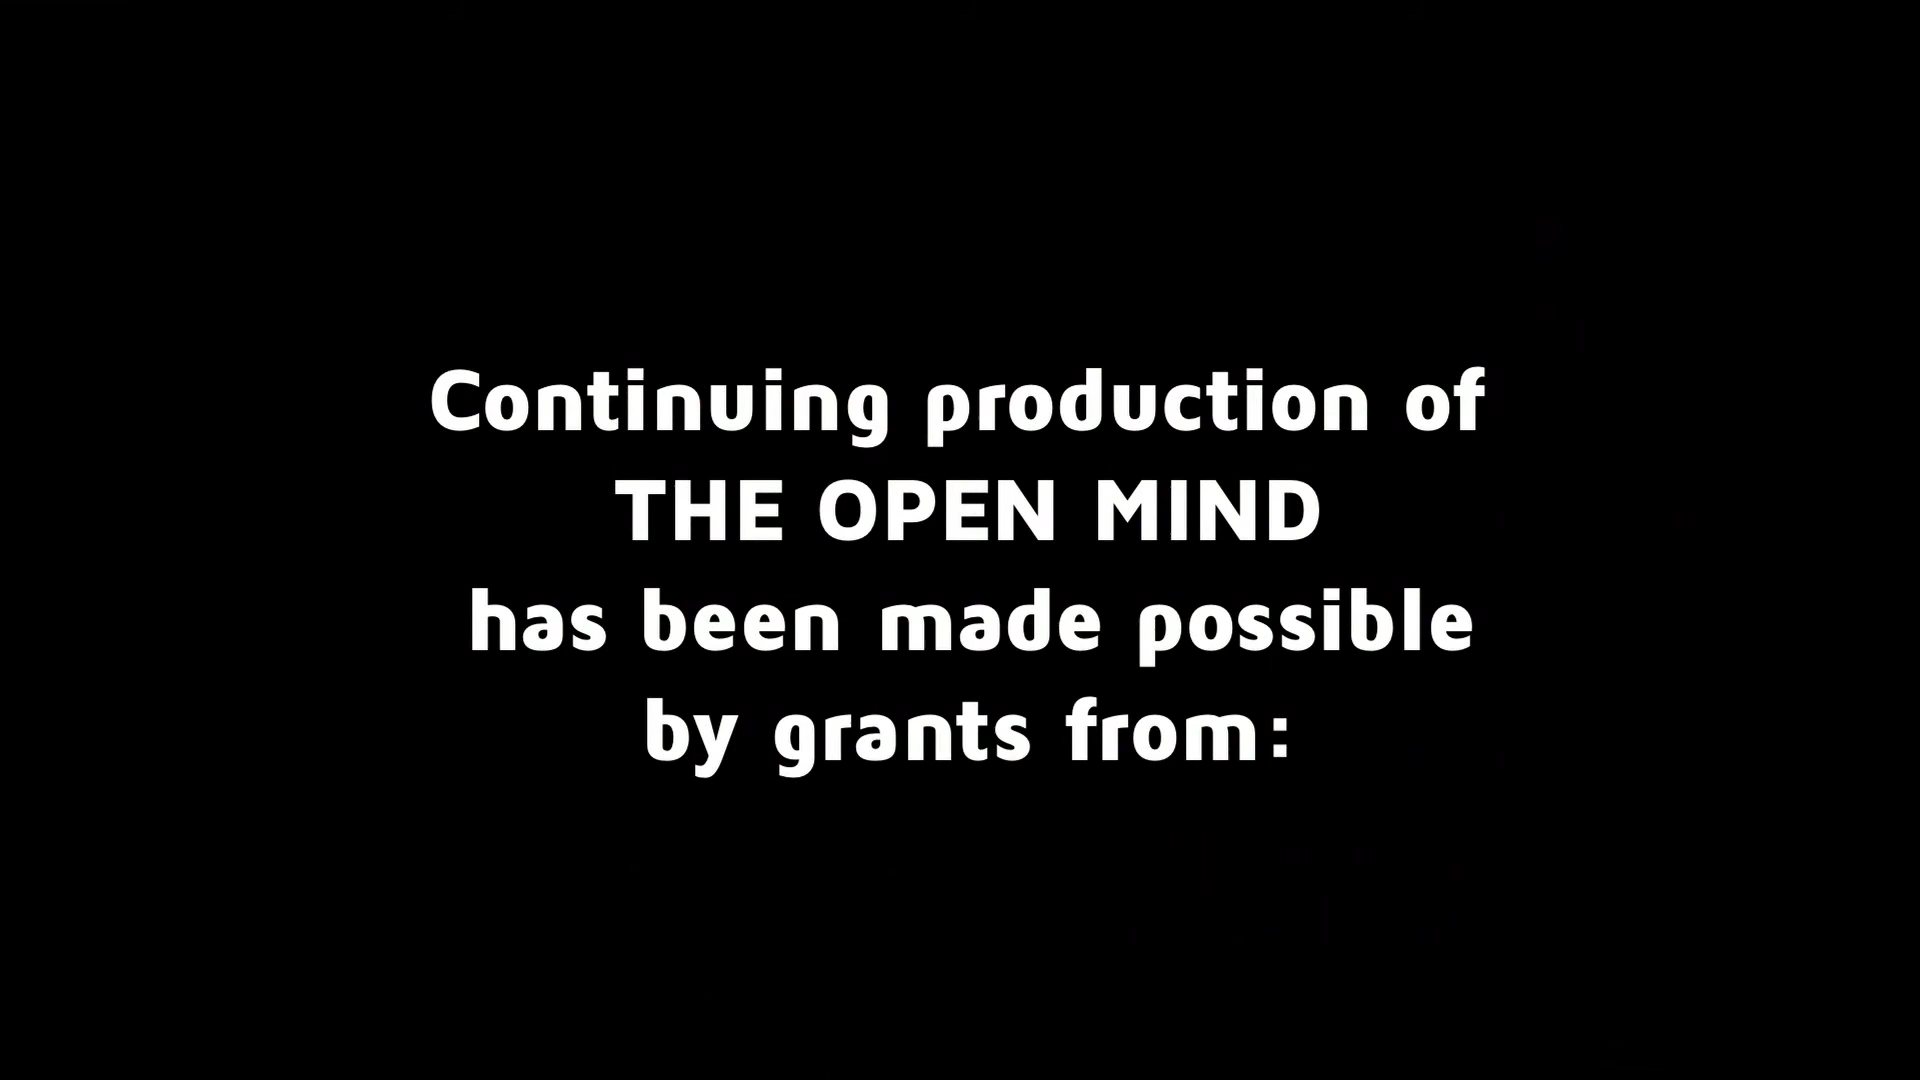 Continuing production of
THE OPEN MIND
has been made possible
by grants from: